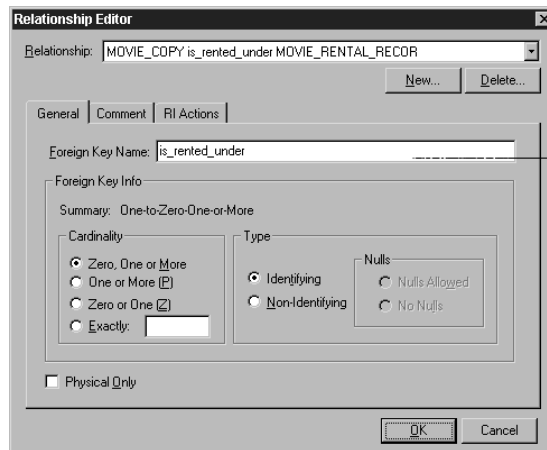 Relationship Editor
Relationship: MOVIE_COPY is_rented_under MOVIE_RENTAL_RECOR
New... Delete...
General Comment RI Actions
Foreign Key Name: is_rented_under
Foreign Key Info
Summary: One-to-Zero-One-or-More
Cardinality Type
Nulls
Zero, One or More
Identifying Nulls Allowed
One or More (P)
Non-Identifying No Nulls
Zero or One (Z)
Exactly:
Physical Only
OK Cancel